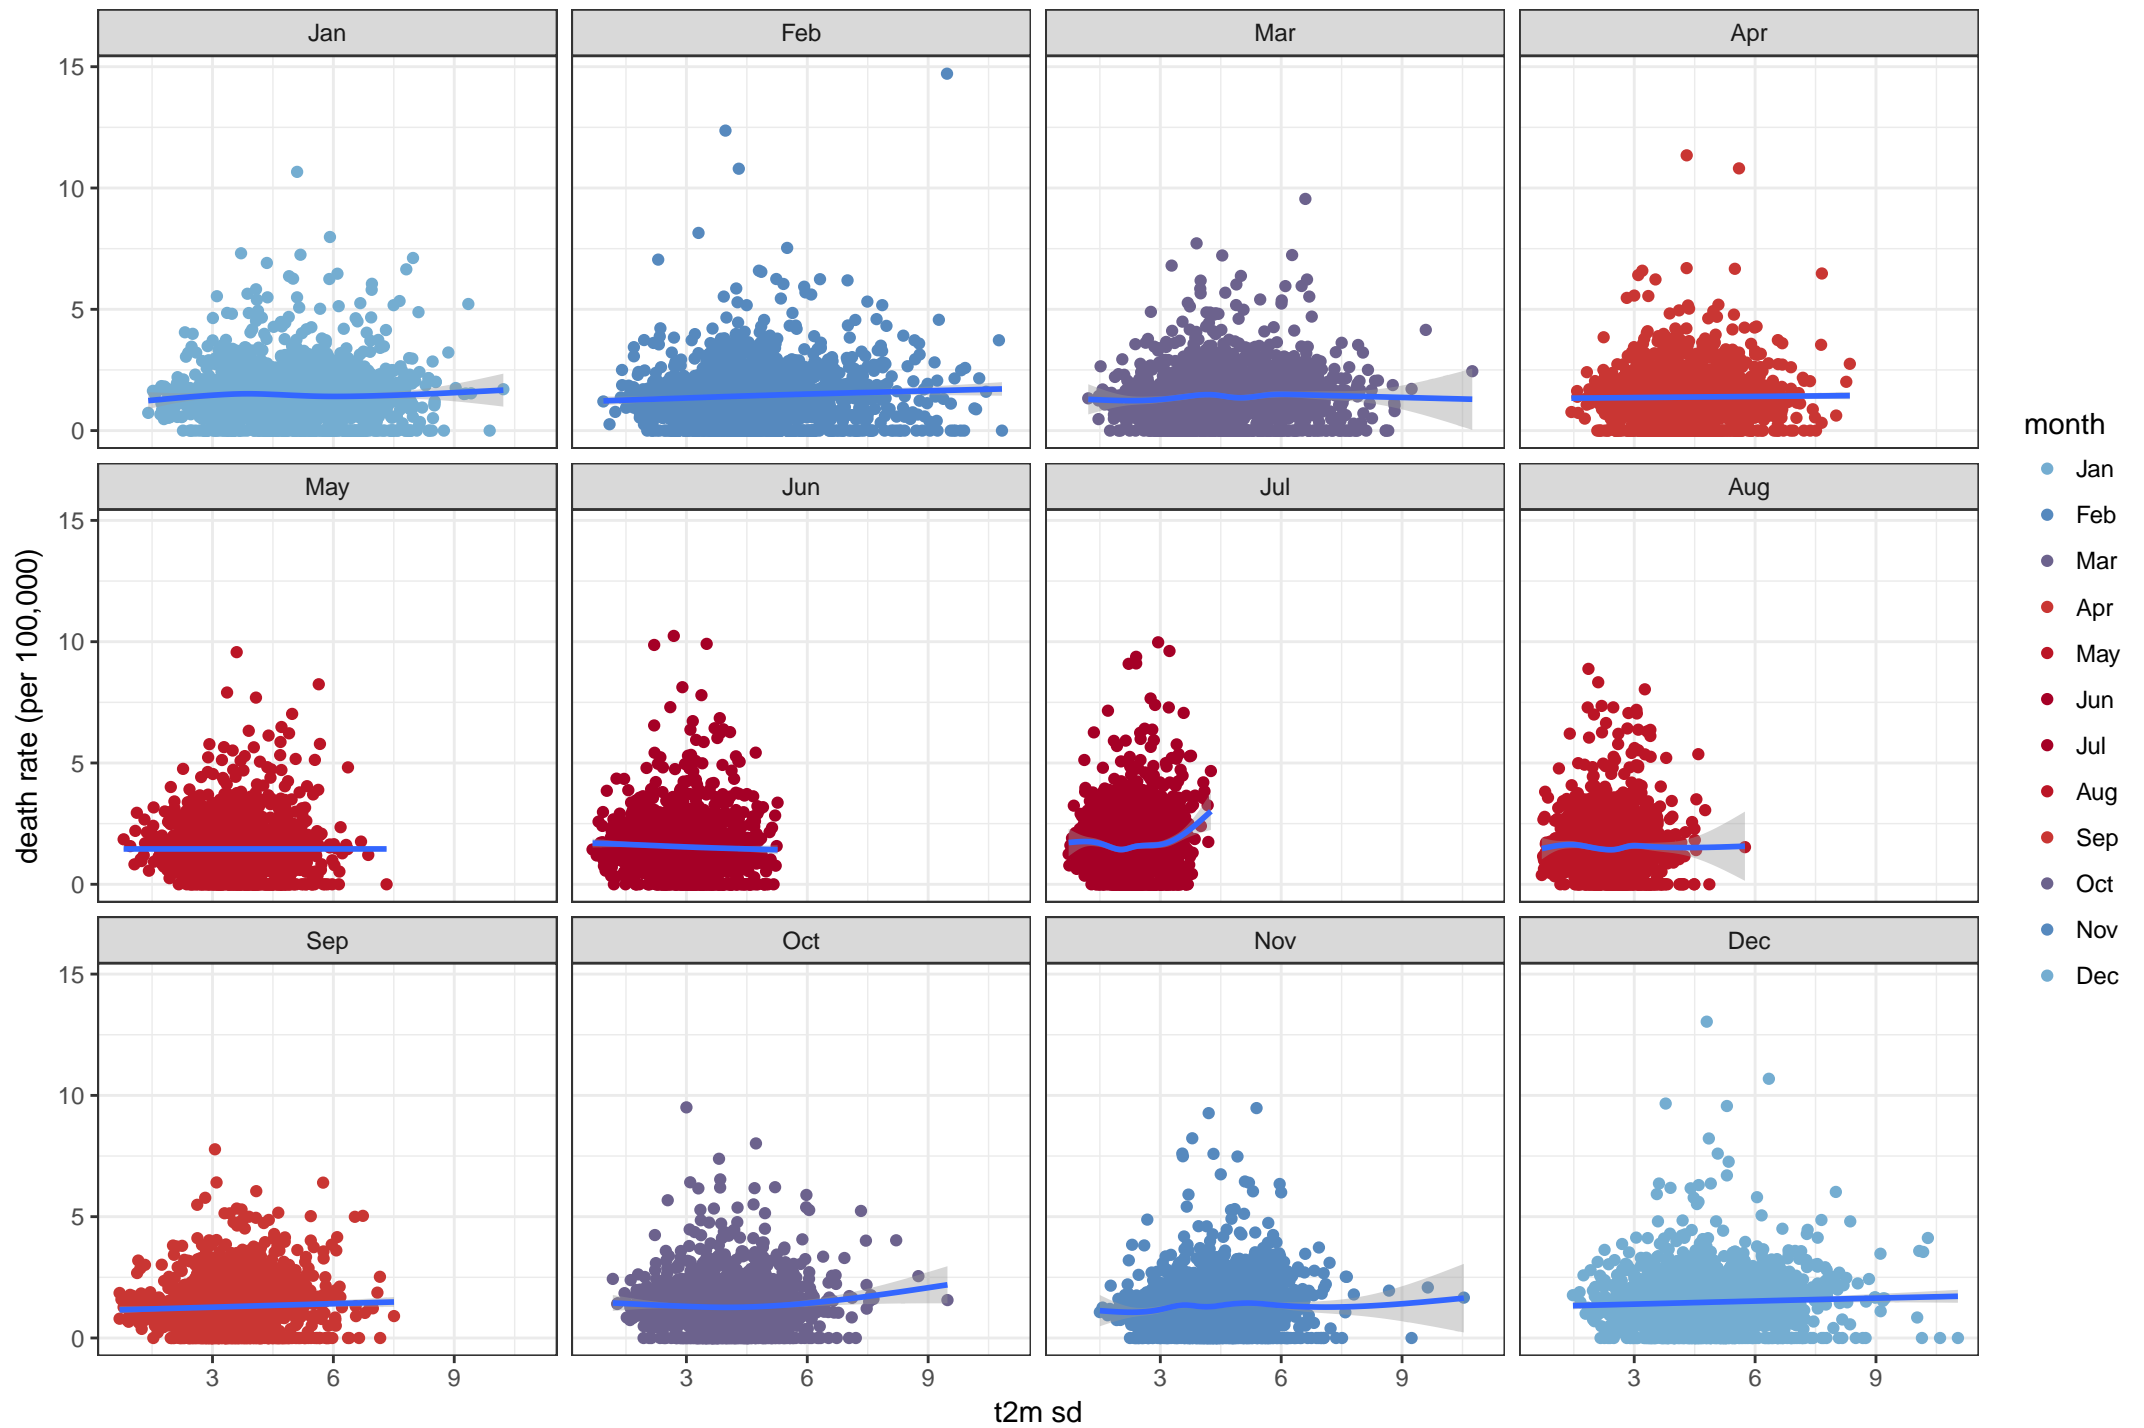 Jan Feb Mar Apr
15
10
5
0
May Jun Jul Aug
15
10
5
0
Sep Oct Nov Dec
15
10
5
0
3 6 9 3 6 9 3 6 9 3 6 9
t2m sd
death rate (per 100,000)
month
Jan
Feb
Mar
Apr
May
Jun
Jul
Aug
Sep
Oct
Nov
Dec